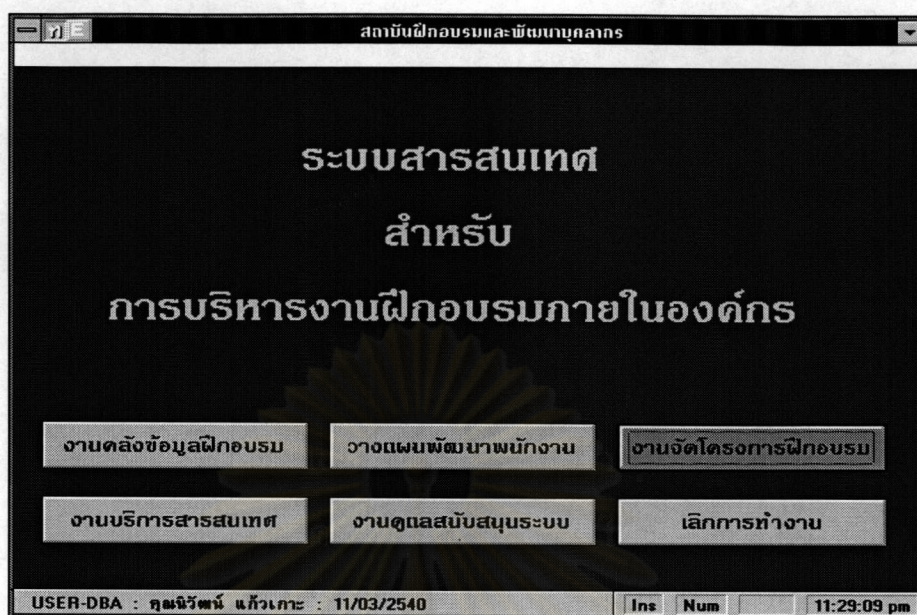 ท E สถาบันฝึกอบรมและพัฒนาบุคลากร
ระบบสารสนเทศ
สำหรับ
การบริหารงานฝึกอบรมภายในองค์กร
งานคลังข้อมูลฝึกอบรม วางแผนพัฒนาพนักงาน งานจัดโครงการฝึกอบรม
งานบริการสารสนเทศ งานดูแลสนับสนุนระบบ เลิกการทำงาน
USER-DBA : คุณนิวัฒน์ แก้วเกาะ : 11/03/2540 Ins Num 11:29:09 pm